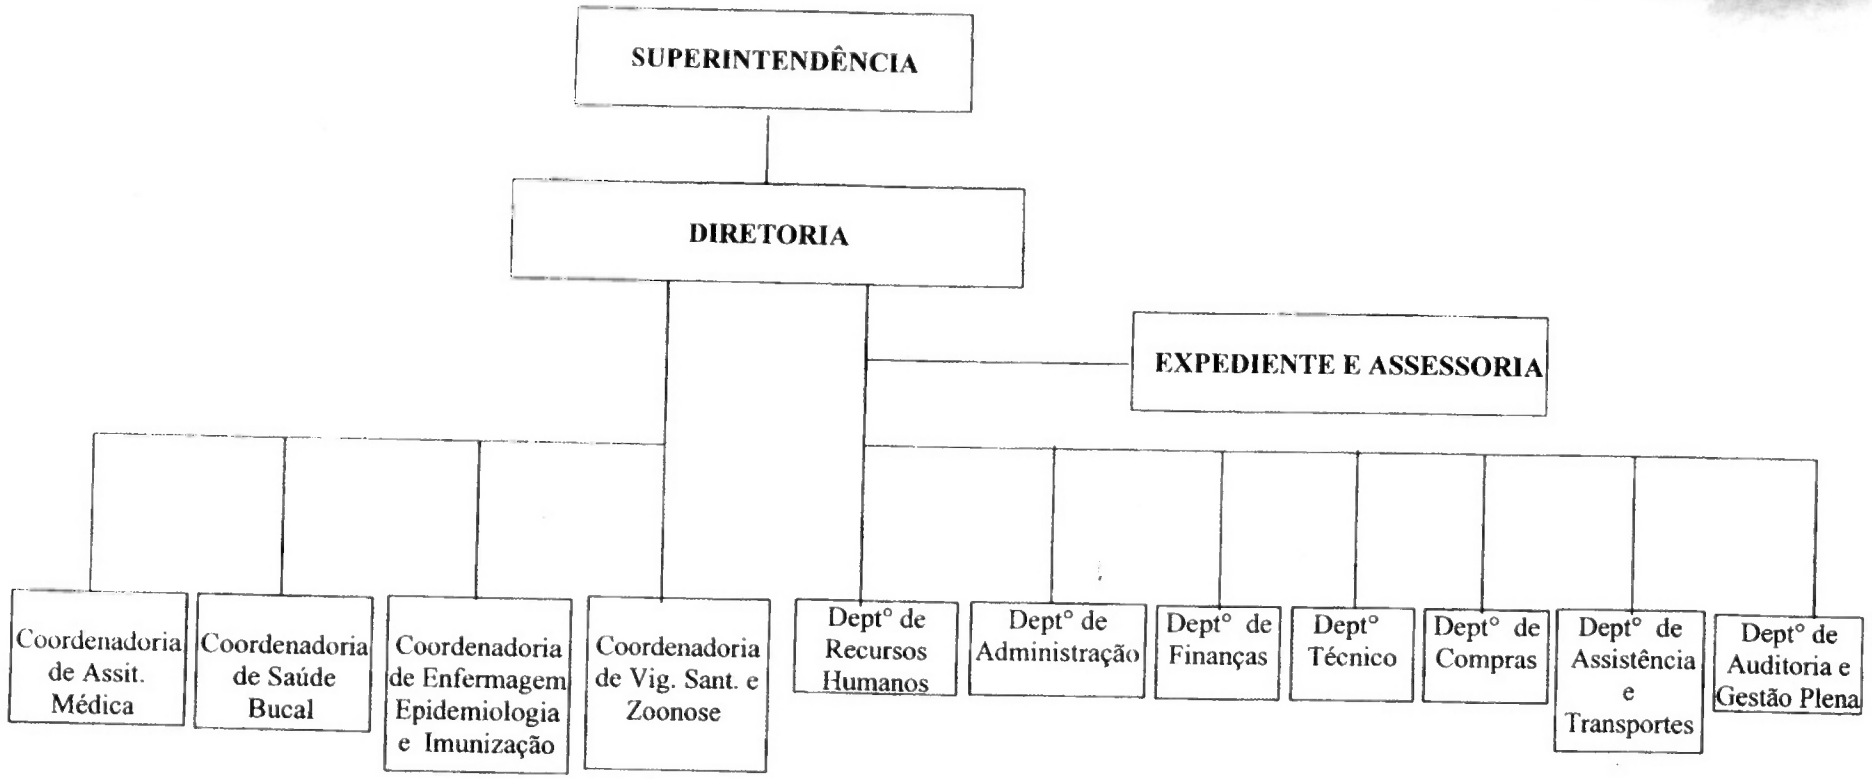 SUPERINTENDÊNCIA
DIRETORIA
EXPEDIENTE E ASSESSORIA
Coordenadoria
de Assit.
Médica
Coordenadoria
de Saúde
Bucal
Coordenadoria
de Enfermagem
Epidemiologia
e Imunização
Coordenadoria
de Vig. Sant. e
Zoonose
Dept° de
Recursos
Humanos
Dept° de
Administração
Dept° de
Finanças
Dept°
Técnico
Dept° de
Compras
Dept° de
Assistência
e
Transportes
Dept° de
Auditoria e
Gestão Plena